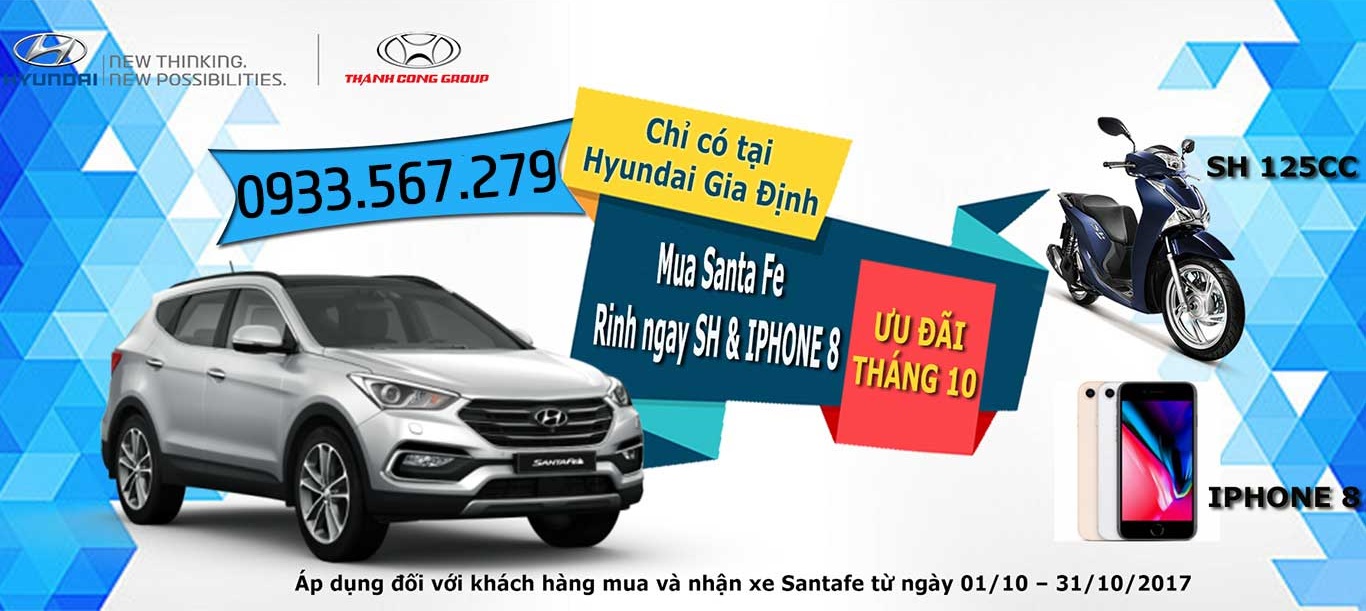 HYUNDAI
NEW THINKING.
NEW POSSIBILITIES.
THANH CONG GROUP
0933.567.279
Chỉ có tại
Hyundai Gia Định
Mua Santa Fe
Rinh ngay SH & IPHONE 8
ƯU ĐÃI
THÁNG 10
SH 125CC
SANTA FE
IPHONE 8
Áp dụng đối với khách hàng mua và nhận xe Santafe từ ngày 01/10 – 31/10/2017